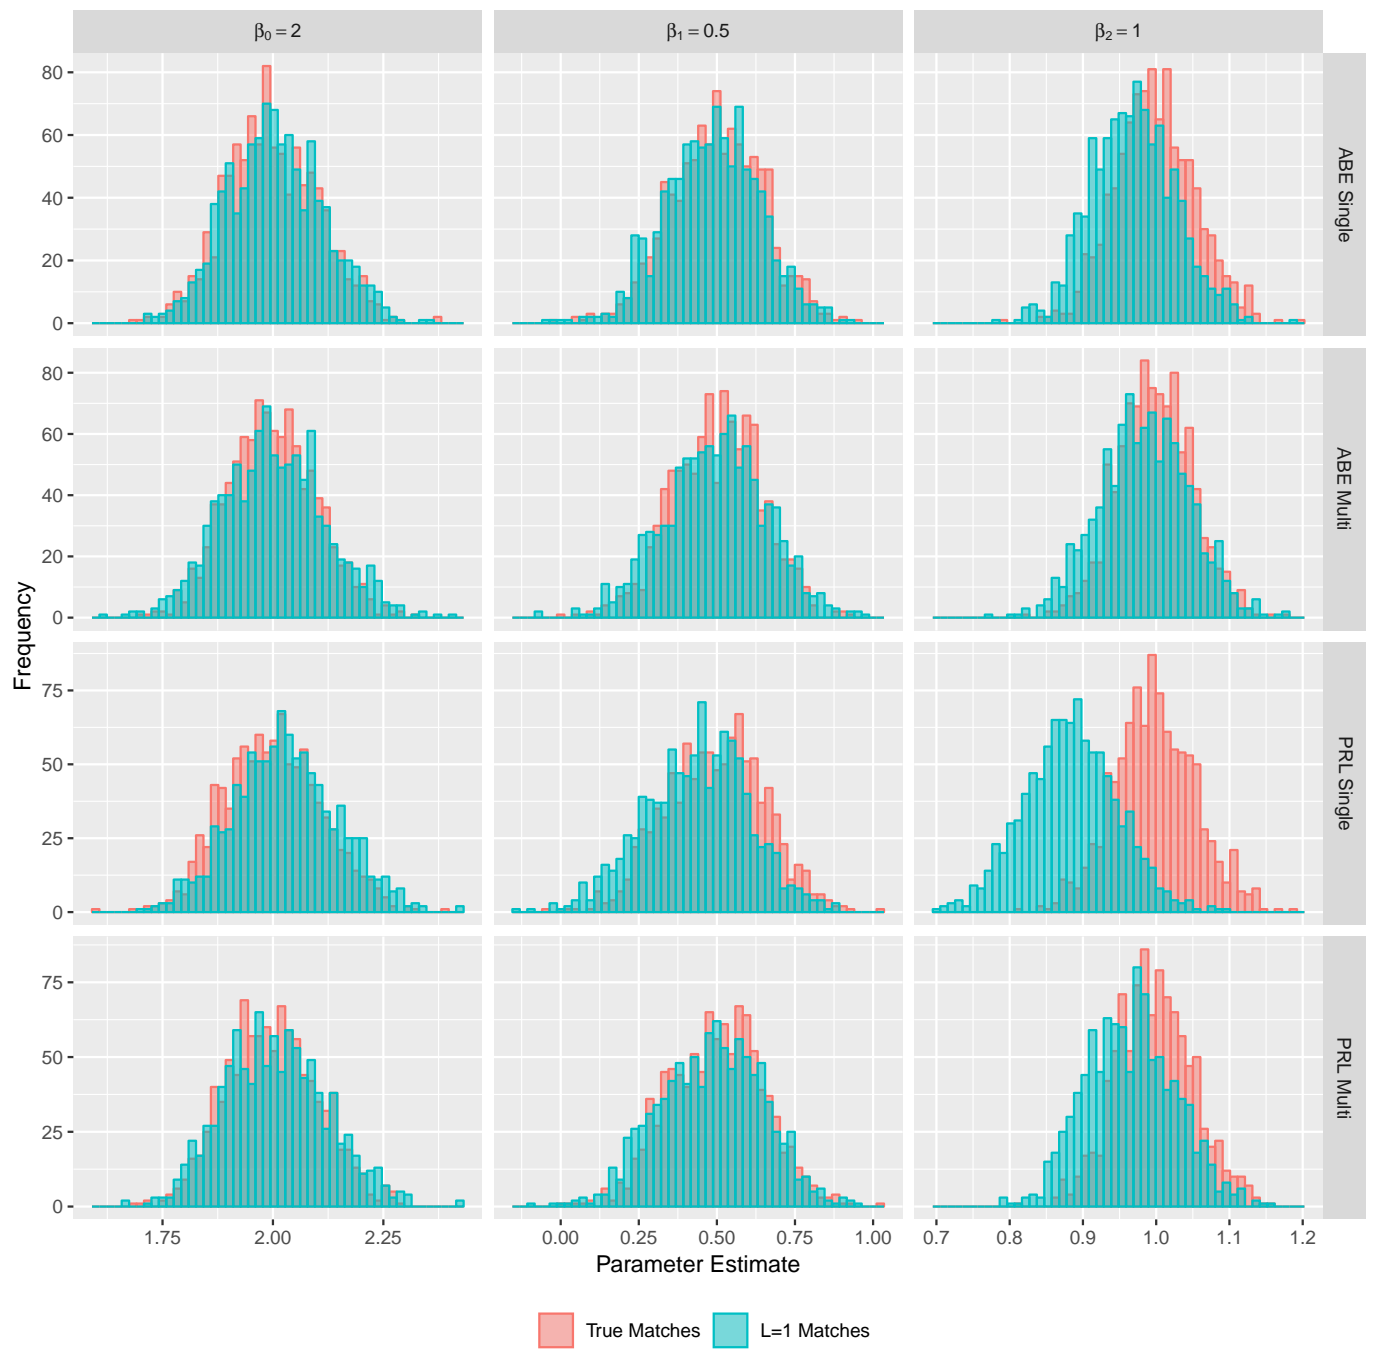 β₀ = 2
β₁ = 0.5
β₂ = 1
80
60
40
20
0
ABE Single
80
60
40
20
0
ABE Multi
Frequency
75
50
25
0
PRL Single
75
50
25
0
PRL Multi
1.75 2.00 2.25
0.00 0.25 0.50 0.75 1.00
0.7 0.8 0.9 1.0 1.1 1.2
Parameter Estimate
True Matches
L=1 Matches